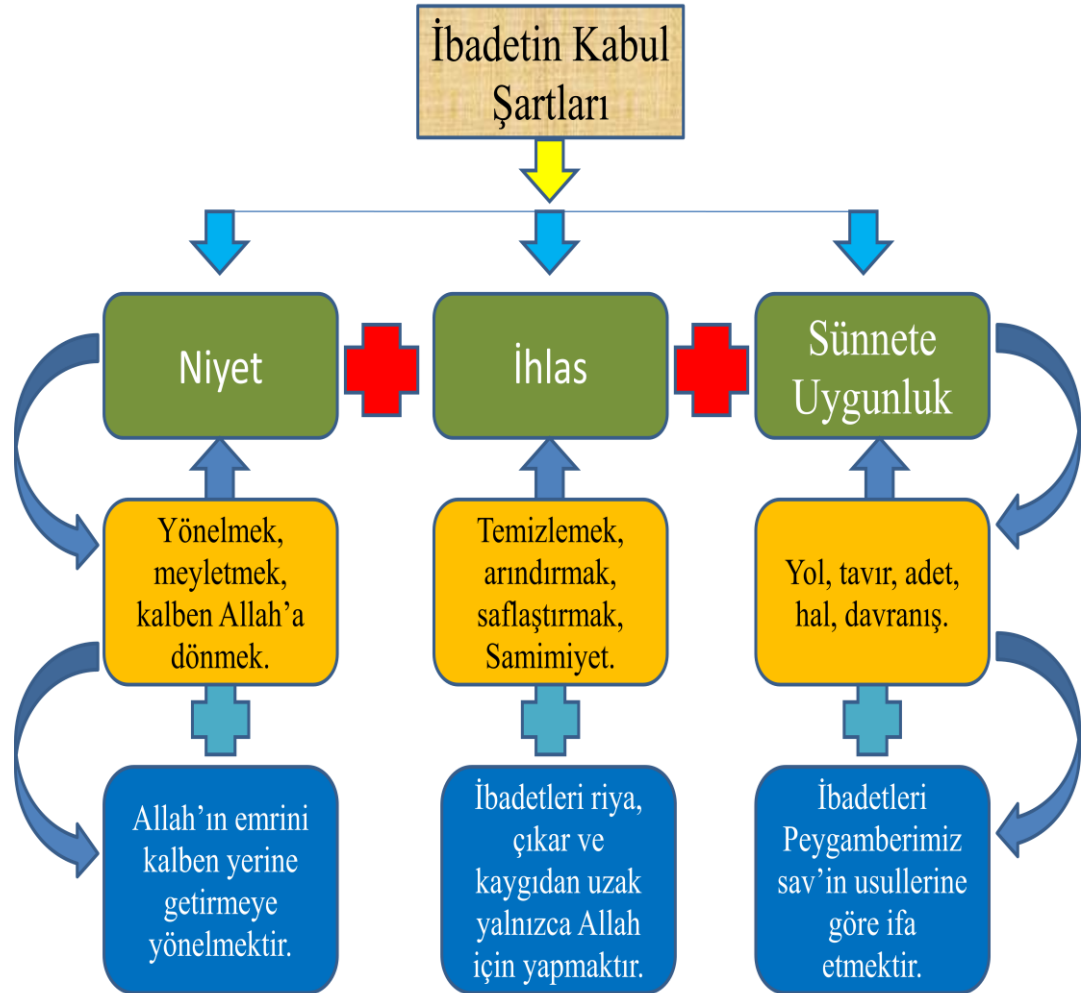 İbadetin Kabul
Şartları
Niyet
İhlas
Sünnete
Uygunluk
Yönelmek,
meyletmek,
kalben Allah’a
dönmek.
Temizlemek,
arındırmak,
saflaştırmak,
Samimiyet.
Yol, tavır, adet,
hal, davranış.
Allah’ın emrini
kalben yerine
getirmeye
yönelmektir.
İbadetleri riya,
çıkar ve
kaygıdan uzak
yalnızca Allah
için yapmaktır.
İbadetleri
Peygamberimiz
sav’in usullerine
göre ifa
etmektir.